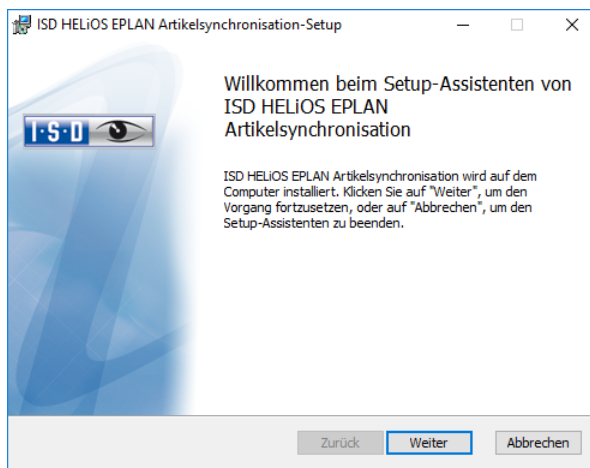 ISD HELiOS EPLAN Artikelsynchronisation-Setup
Willkommen beim Setup-Assistenten von
ISD HELiOS EPLAN
Artikelsynchronisation
I·S·D
ISD HELiOS EPLAN Artikelsynchronisation wird auf dem
Computer installiert. Klicken Sie auf "Weiter", um den
Vorgang fortzusetzen, oder auf "Abbrechen", um den
Setup-Assistenten zu beenden.
Zurück Weiter Abbrechen